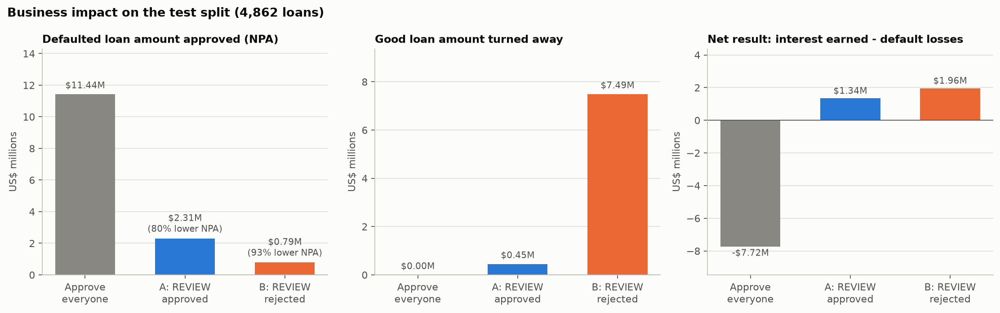 Business impact on the test split (4,862 loans)
Defaulted loan amount approved (NPA)
US$ millions
14
12
10
8
6
4
2
0
$11.44M
$2.31M
(80% lower NPA)
$0.79M
(93% lower NPA)
Approve
everyone
A: REVIEW
approved
B: REVIEW
rejected
Good loan amount turned away
US$ millions
8
6
4
2
0
$0.00M
$0.45M
$7.49M
Approve
everyone
A: REVIEW
approved
B: REVIEW
rejected
Net result: interest earned - default losses
US$ millions
4
2
0
−2
−4
−6
−8
-$7.72M
$1.34M
$1.96M
Approve
everyone
A: REVIEW
approved
B: REVIEW
rejected